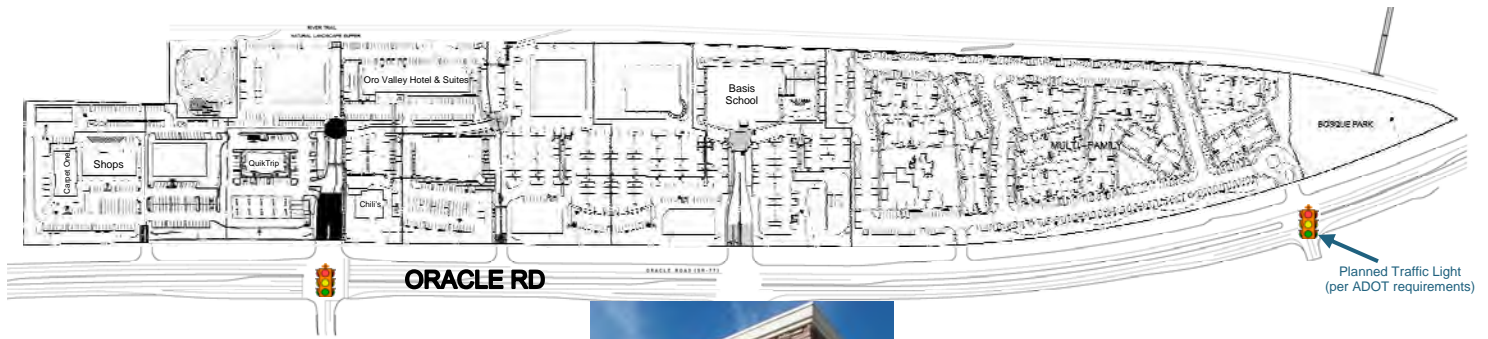 RIVER TRAIL
NATURAL LANDSCAPE BUFFER
Oro Valley Hotel & Suites
Basis
School
BOSQUE PARK
MULTI-FAMILY
Carpet One
Shops
QuikTrip
Chili's
ORACLE RD
ORACLE ROAD (SR-77)
Planned Traffic Light
(per ADOT requirements)